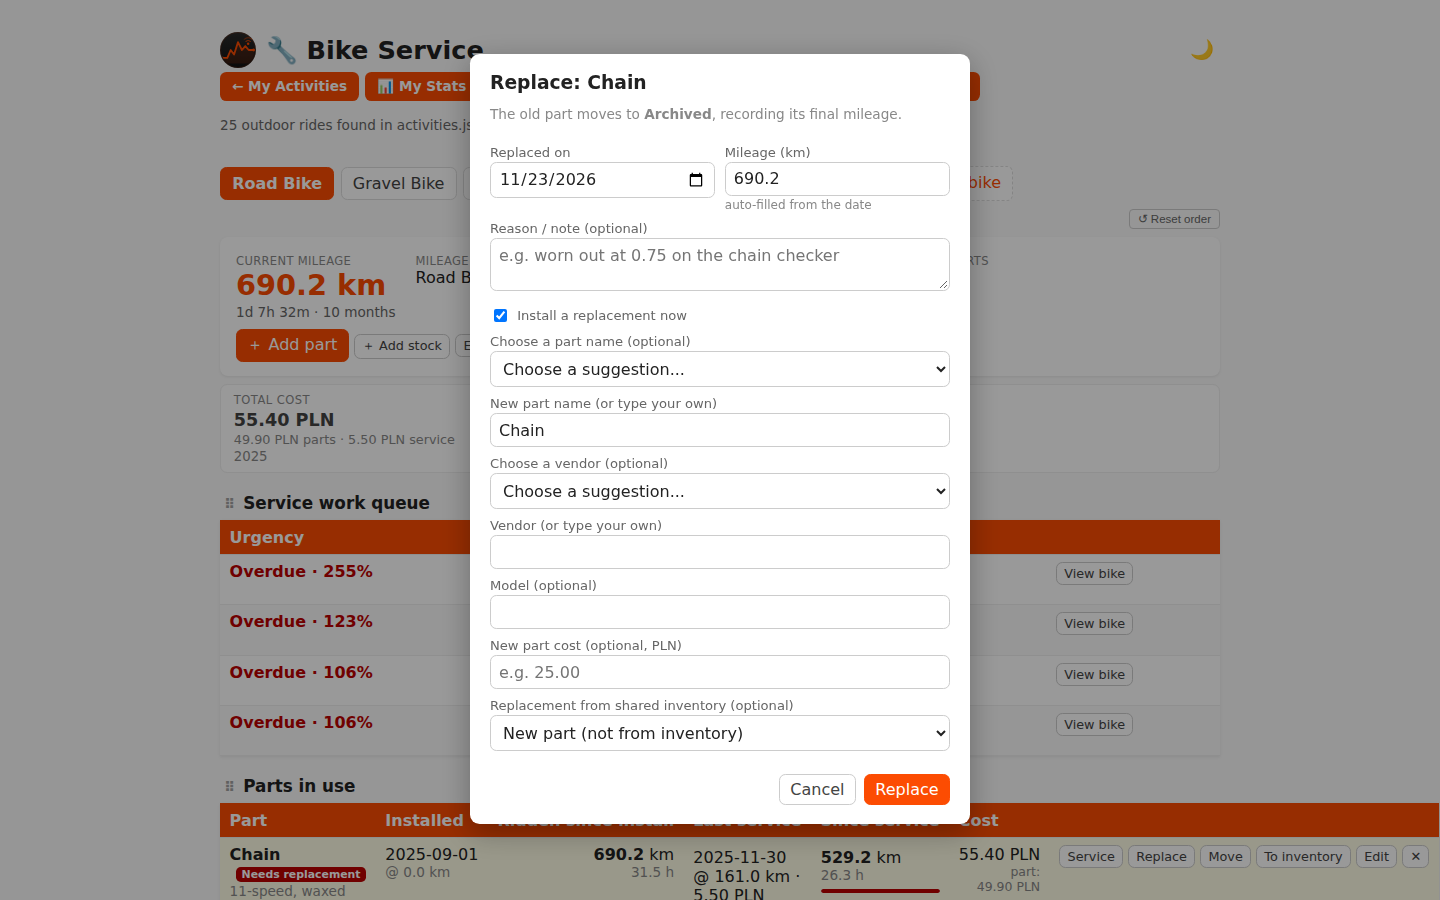 🔧 Bike Service
🌙
← My Activities
📊 My Stats
25 outdoor rides found in activities.js
Road Bike
Gravel Bike
bike
↺ Reset order
CURRENT MILEAGE
690.2 km
1d 7h 32m · 10 months
MILEAGE
Road B
RTS
+ Add part
+ Add stock
E
TOTAL COST
55.40 PLN
49.90 PLN parts · 5.50 PLN service
2025
Service work queue
Urgency
Overdue · 255%
View bike
Overdue · 123%
View bike
Overdue · 106%
View bike
Overdue · 106%
View bike
Parts in use
Part
Installed
Cost
Chain
Needs replacement
11-speed, waxed
2025-09-01
@ 0.0 km
690.2 km
31.5 h
2025-11-30
@ 161.0 km ·
5.50 PLN
529.2 km
26.3 h
55.40 PLN
part:
49.90 PLN
Service
Replace
Move
To inventory
Edit
✕
Replace: Chain
The old part moves to Archived, recording its final mileage.
Replaced on
11/23/2026
Mileage (km)
690.2
auto-filled from the date
Reason / note (optional)
e.g. worn out at 0.75 on the chain checker
Install a replacement now
Choose a part name (optional)
Choose a suggestion...
New part name (or type your own)
Chain
Choose a vendor (optional)
Choose a suggestion...
Vendor (or type your own)
Model (optional)
New part cost (optional, PLN)
e.g. 25.00
Replacement from shared inventory (optional)
New part (not from inventory)
Cancel
Replace